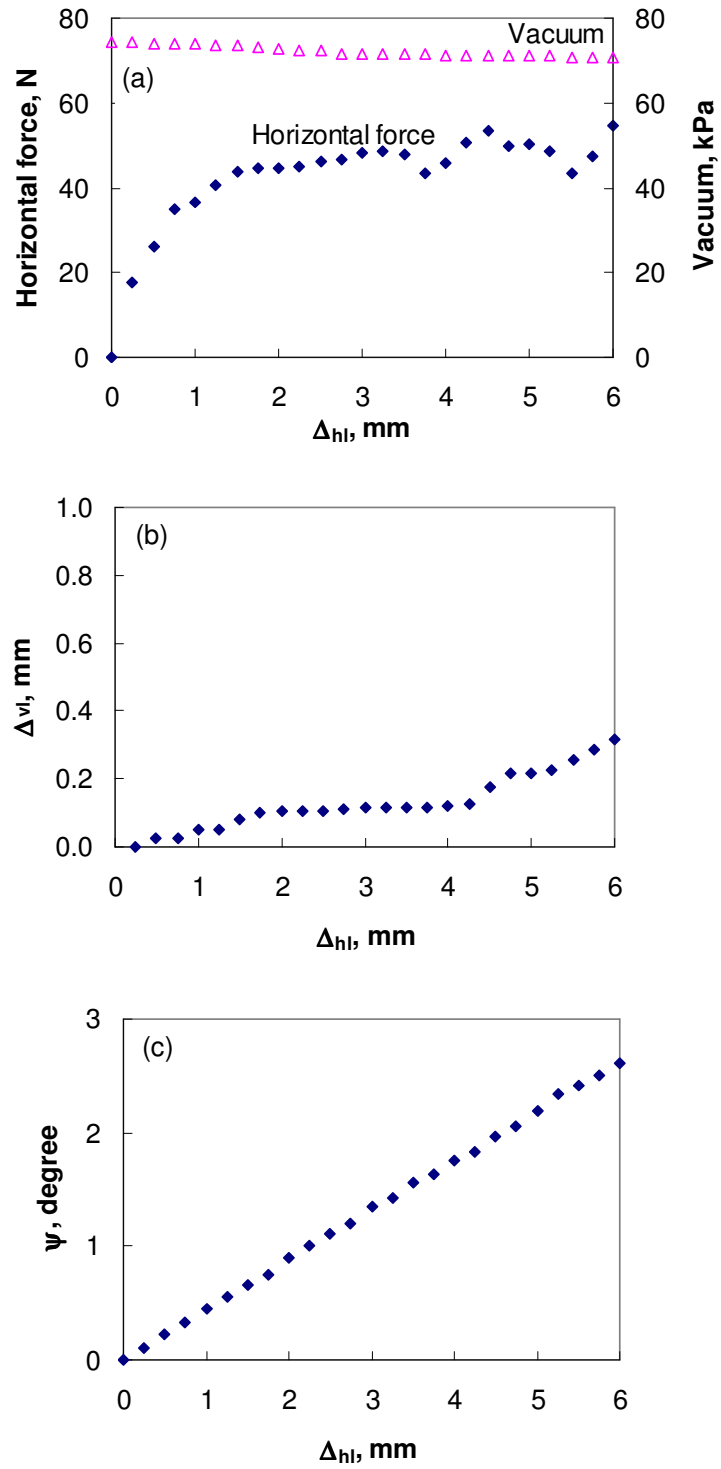 80
60
40
20
0
Horizontal force, N
(a)
Vacuum
Horizontal force
80
60
40
20
0
Vacuum, kPa
0 1 2 3 4 5 6
Δhl, mm
(b)
1.0
0.8
0.6
0.4
0.2
0.0
Δvl, mm
0 1 2 3 4 5 6
Δhl, mm
(c)
3
2
1
0
ψ, degree
0 1 2 3 4 5 6
Δhl, mm